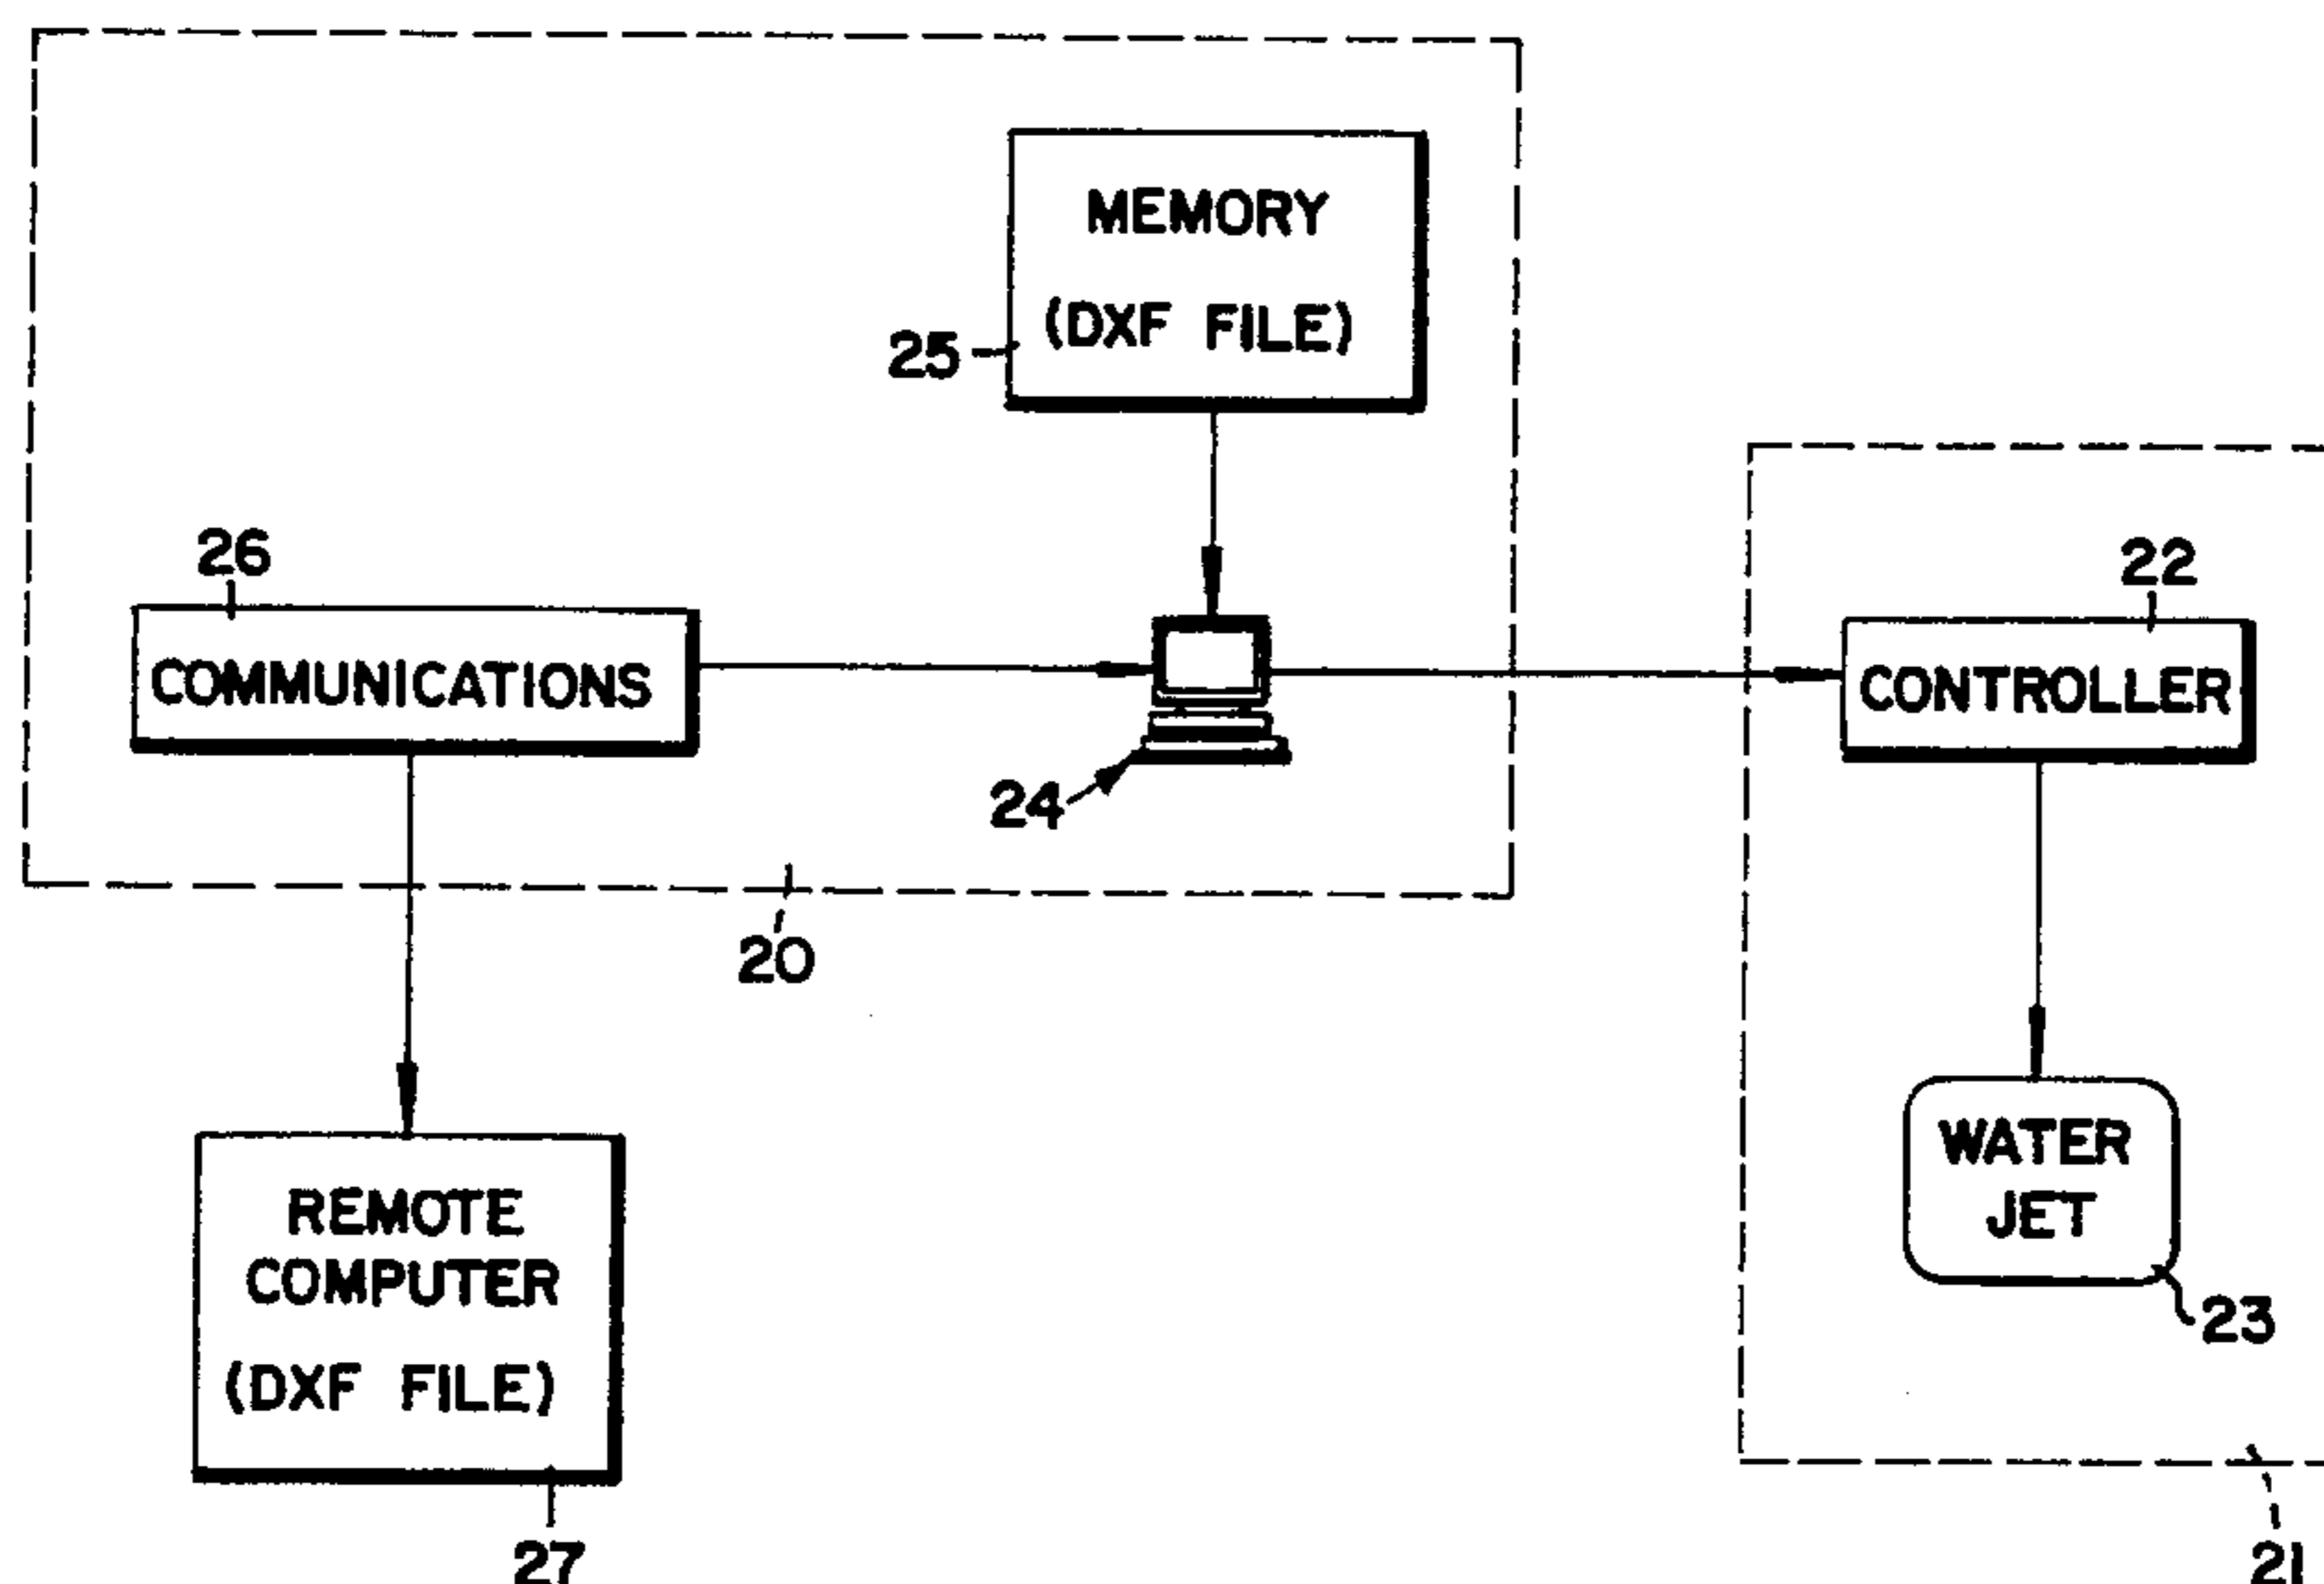 MEMORY
(DXF FILE)
25
26
COMMUNICATIONS
24
20
22
CONTROLLER
REMOTE
COMPUTER
(DXF FILE)
27
WATER
JET
23
21